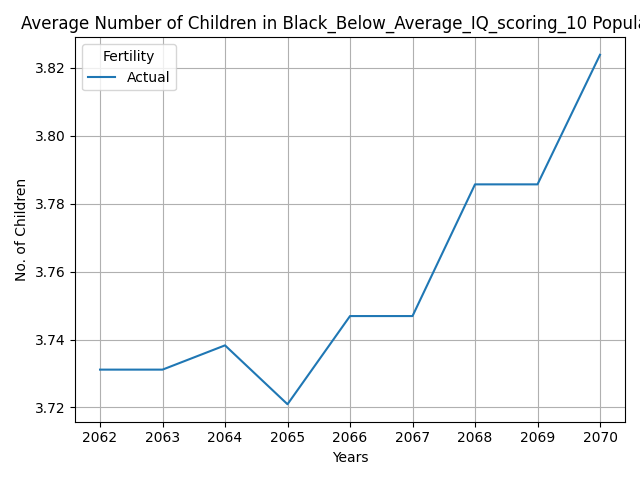 Average Number of Children in Black_Below_Average_IQ_scoring_10 Popula
Fertility
Actual
3.82
3.80
3.78
3.76
3.74
3.72
No. of Children
2062 2063 2064 2065 2066 2067 2068 2069 2070
Years